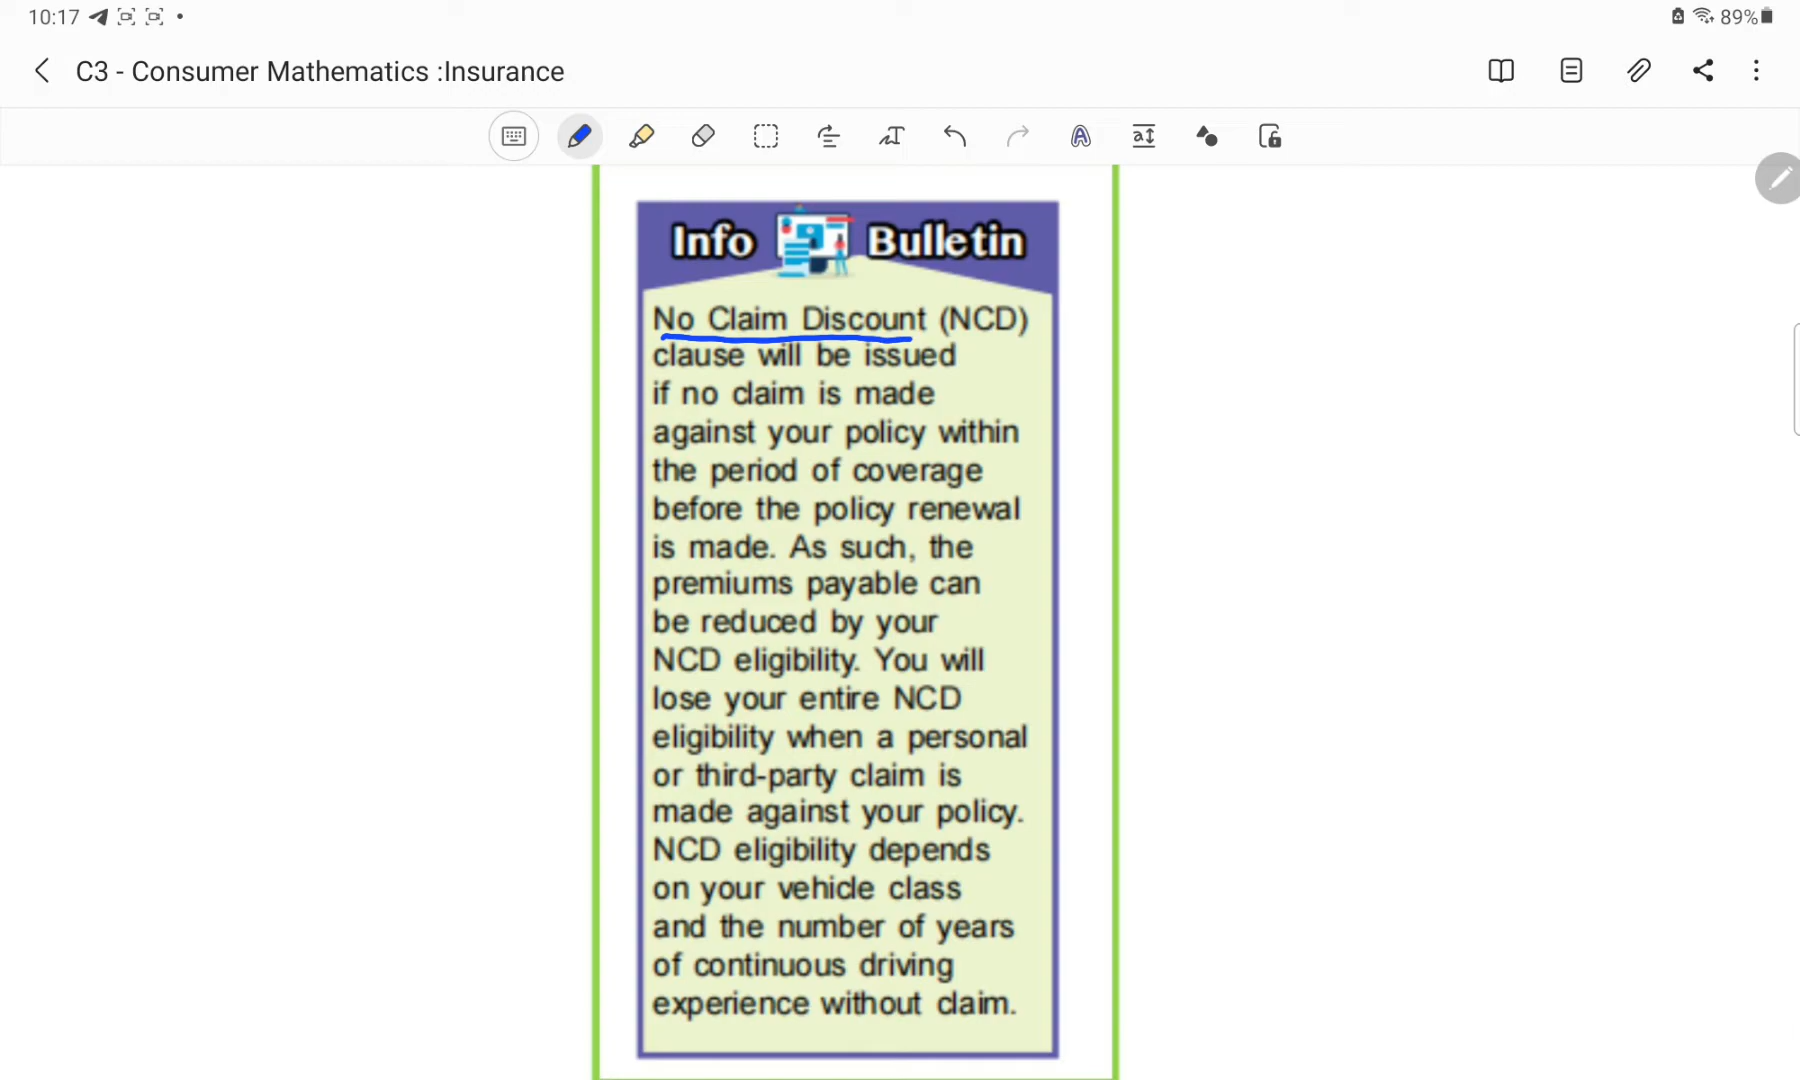 10:17
89%
C3 - Consumer Mathematics :Insurance
Info Bulletin
No Claim Discount (NCD)
clause will be issued
if no claim is made
against your policy within
the period of coverage
before the policy renewal
is made. As such, the
premiums payable can
be reduced by your
NCD eligibility. You will
lose your entire NCD
eligibility when a personal
or third-party claim is
made against your policy.
NCD eligibility depends
on your vehicle class
and the number of years
of continuous driving
experience without claim.